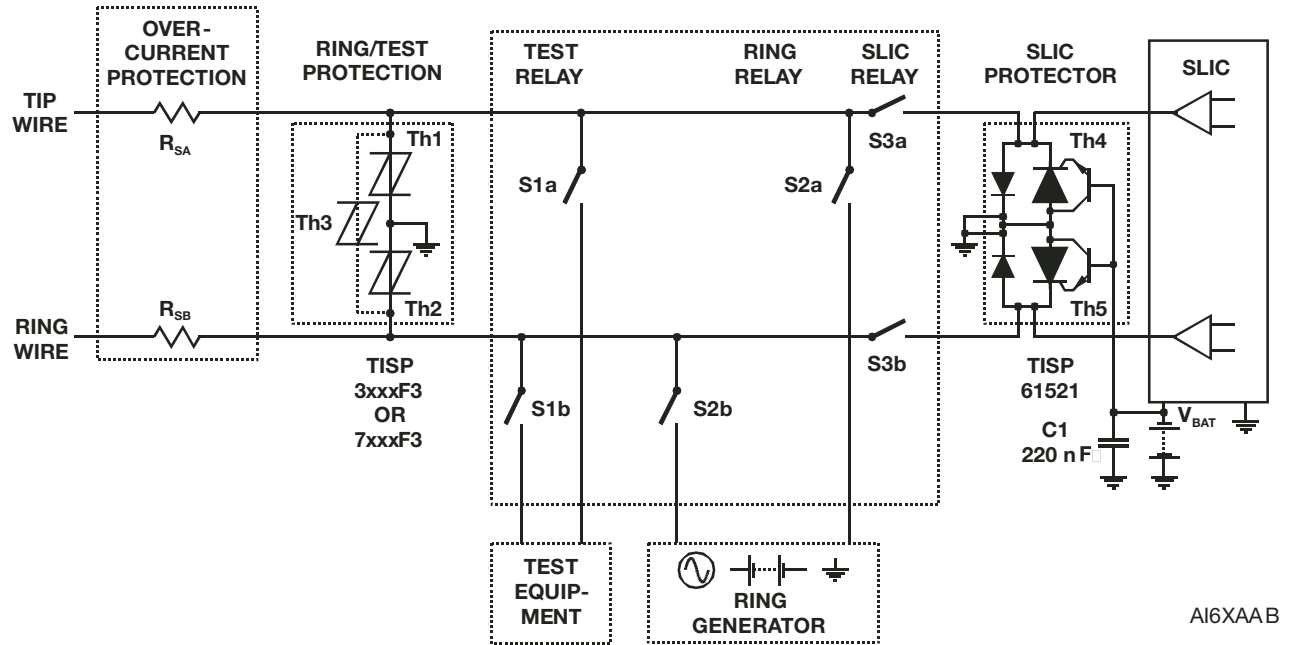 OVER-
CURRENT
PROTECTION
RING/TEST
PROTECTION
TEST
RELAY
RING
RELAY
SLIC
RELAY
SLIC
PROTECTOR
SLIC
TIP
WIRE
RSA
Th1
Th3
Th2
S1a
S2a
S3a
Th4
Th5
RING
WIRE
RSB
TISP
3xxxF3
OR
7xxxF3
S1b
S2b
S3b
TISP
61521
C1
220 nF
VBAT
TEST
EQUIP-
MENT
RING
GENERATOR
AI6XAAB